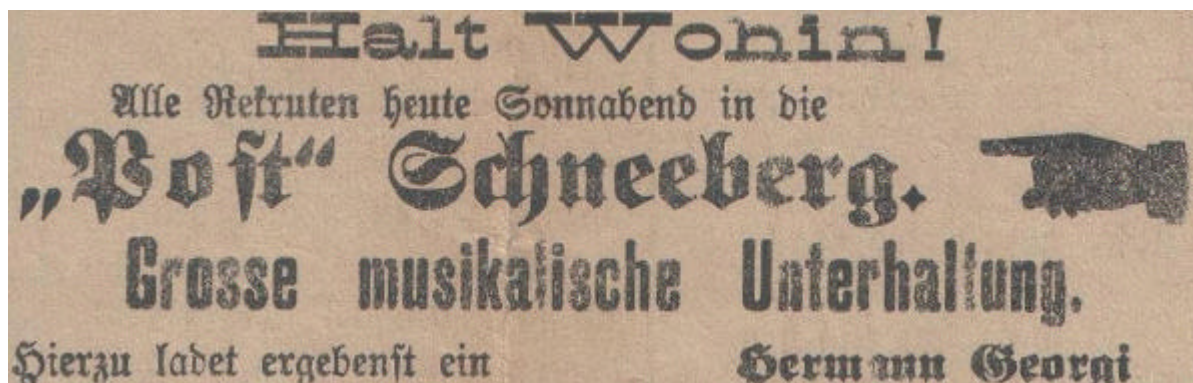 Halt Wohin!
Alle Rekruten heute Sonnabend in die
„Post“ Schneeberg.
Grosse musikalische Unterhaltung.
Hierzu ladet ergebenst ein Hermann Georgi